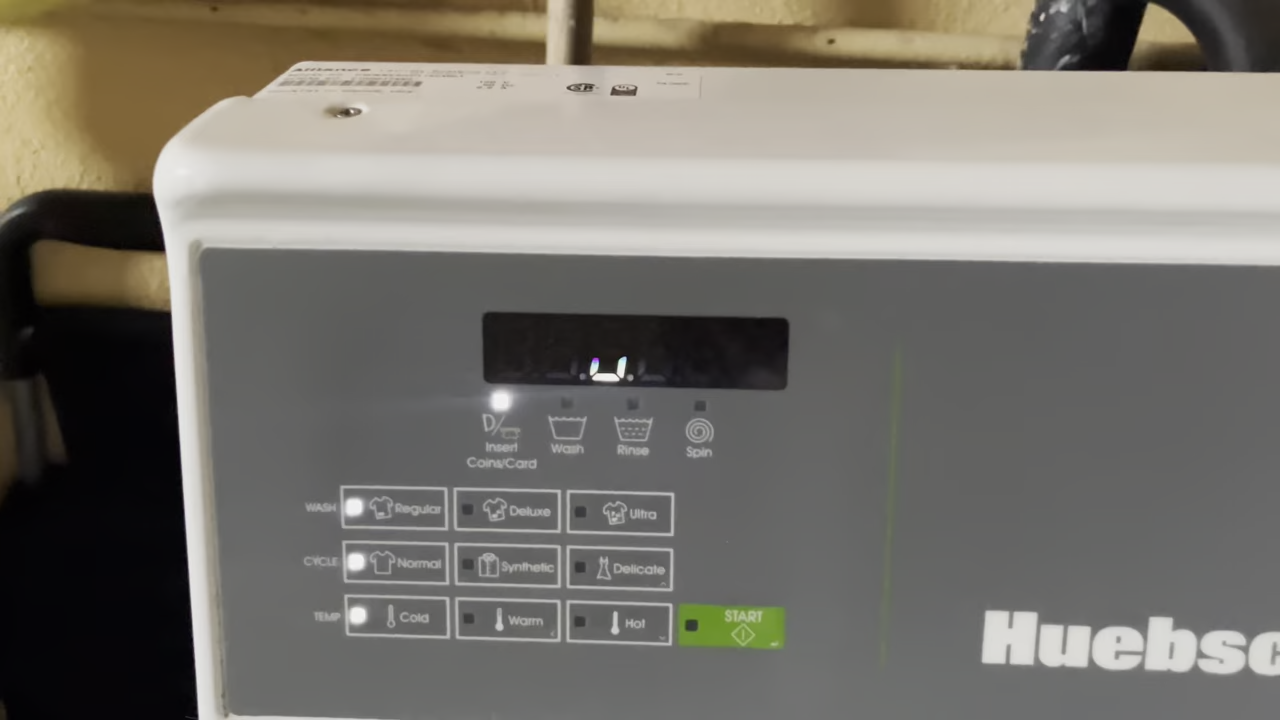 Alliance
Insert
Coins/Card
Wash
Rinse
Spin
WASH Regular Deluxe Ultra
CYCLE Normal Synthetic Delicate
TEMP Cold Warm Hot START
Huebsc